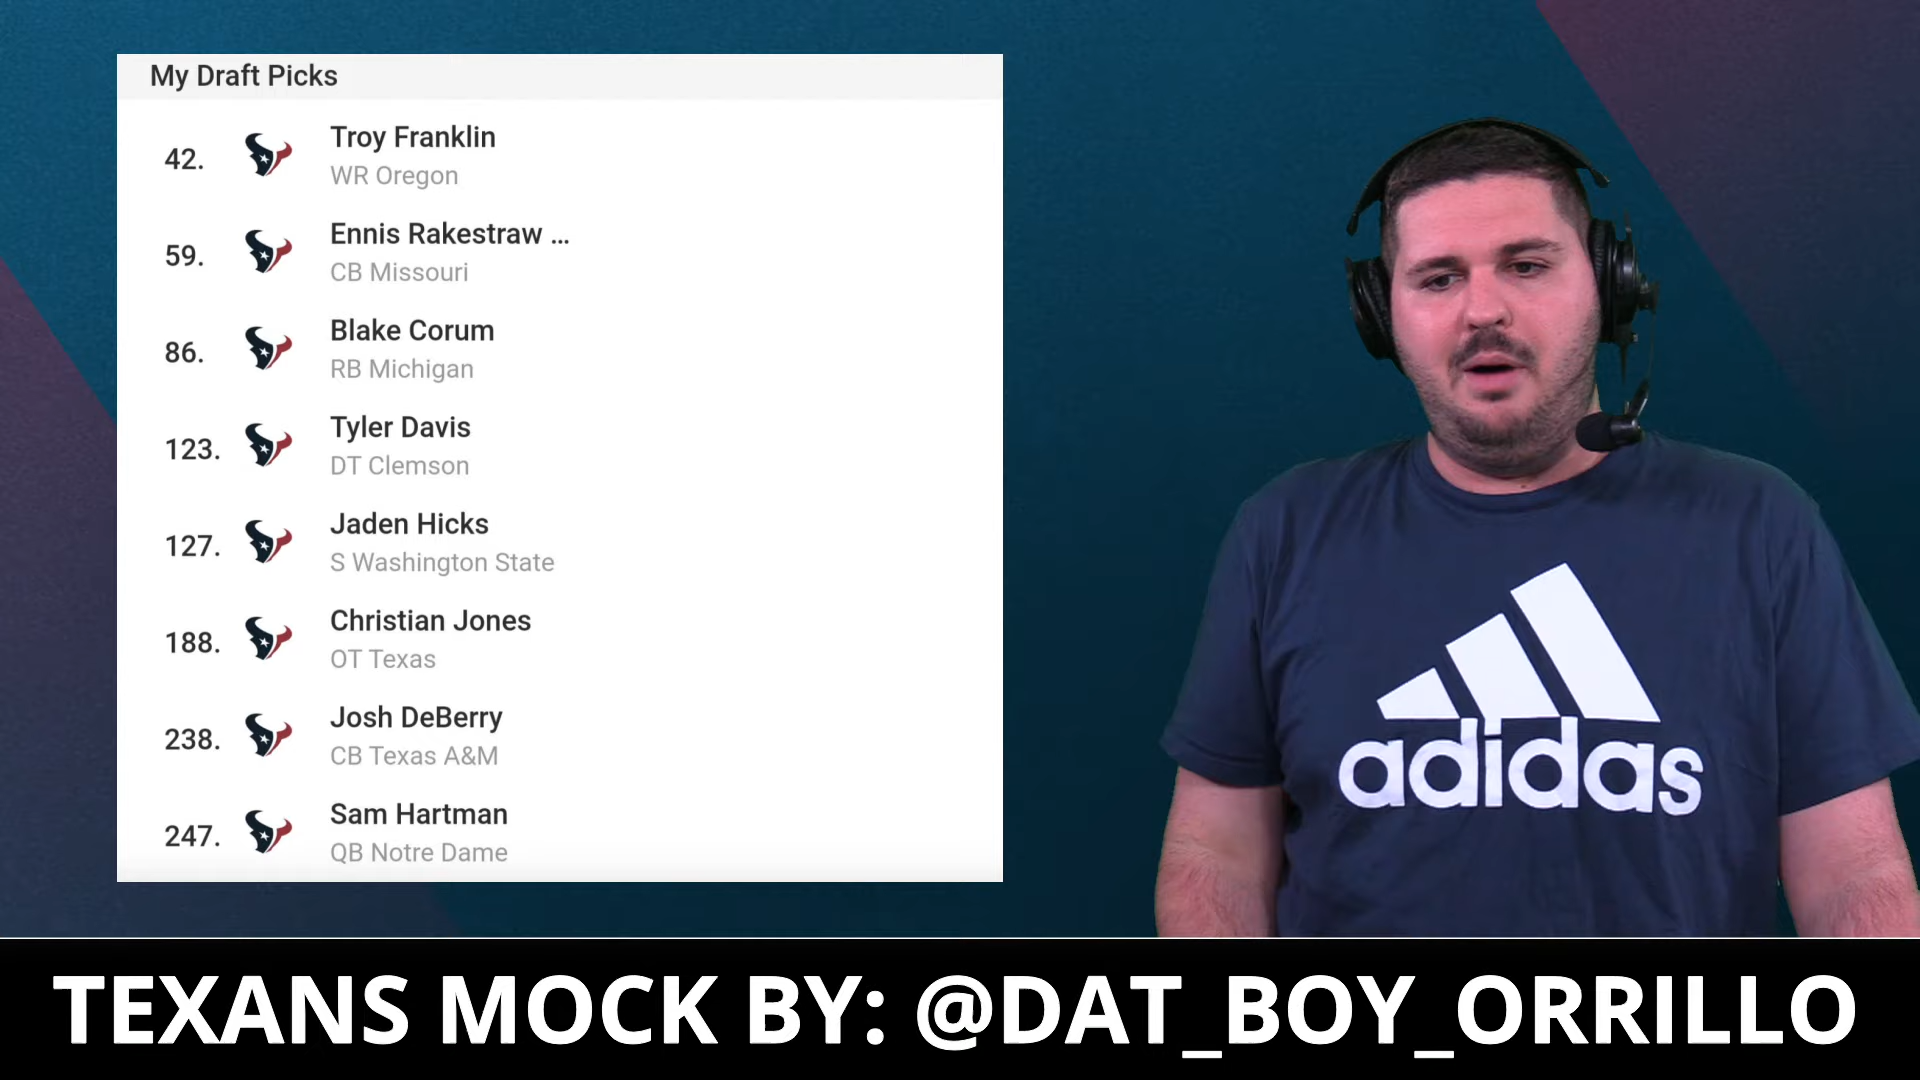 My Draft Picks
42.
Troy Franklin
WR Oregon
59.
Ennis Rakestraw ...
CB Missouri
86.
Blake Corum
RB Michigan
123.
Tyler Davis
DT Clemson
127.
Jaden Hicks
S Washington State
188.
Christian Jones
OT Texas
238.
Josh DeBerry
CB Texas A&M
247.
Sam Hartman
QB Notre Dame
adidas
TEXANS MOCK BY: @DAT_BOY_ORRILLO